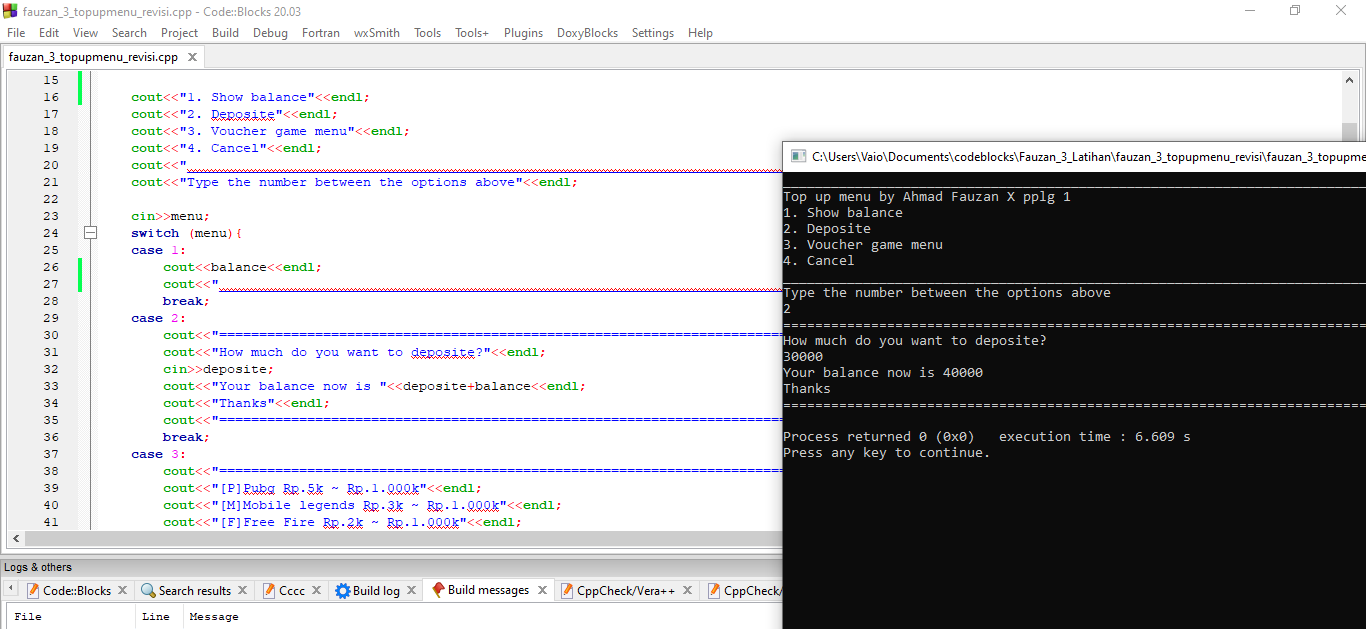 fauzan_3_topupmenu_revisi.cpp - Code::Blocks 20.03
File Edit View Search Project Build Debug Fortran wxSmith Tools Tools+ Plugins DoxyBlocks Settings Help
fauzan_3_topupmenu_revisi.cpp X
15
16 cout<<"1. Show balance"<<endl;
17 cout<<"2. Deposite"<<endl;
18 cout<<"3. Voucher game menu"<<endl;
19 cout<<"4. Cancel"<<endl;
20 cout<<"
21 cout<<"Type the number between the options above"<<endl;
22
23 cin>>menu;
24 switch (menu){
25 case 1:
26 cout<<balance<<endl;
27 cout<<"
28 break;
29 case 2:
30 cout<<"======================================================================
31 cout<<"How much do you want to deposite?"<<endl;
32 cin>>deposite;
33 cout<<"Your balance now is "<<deposite+balance<<endl;
34 cout<<"Thanks"<<endl;
35 cout<<"======================================================================
36 break;
37 case 3:
38 cout<<"======================================================================
39 cout<<"[P]Pubg Rp.5k ~ Rp.1.000k"<<endl;
40 cout<<"[M]Mobile legends Rp.3k ~ Rp.1.000k"<<endl;
41 cout<<"[F]Free Fire Rp.2k ~ Rp.1.000k"<<endl;
C:\Users\Vaio\Documents\codeblocks\Fauzan_3_Latihan\fauzan_3_topupmenu_revisi\fauzan_3_topupme
Top up menu by Ahmad Fauzan X pplg 1
1. Show balance
2. Deposite
3. Voucher game menu
4. Cancel
Type the number between the options above
2
=========================================================================
How much do you want to deposite?
30000
Your balance now is 40000
Thanks
=========================================================================
Process returned 0 (0x0)   execution time : 6.609 s
Press any key to continue.
Logs & others
Code::Blocks X Search results X Cccc X Build log X Build messages X CppCheck/Vera++ X CppCheck/
File Line Message